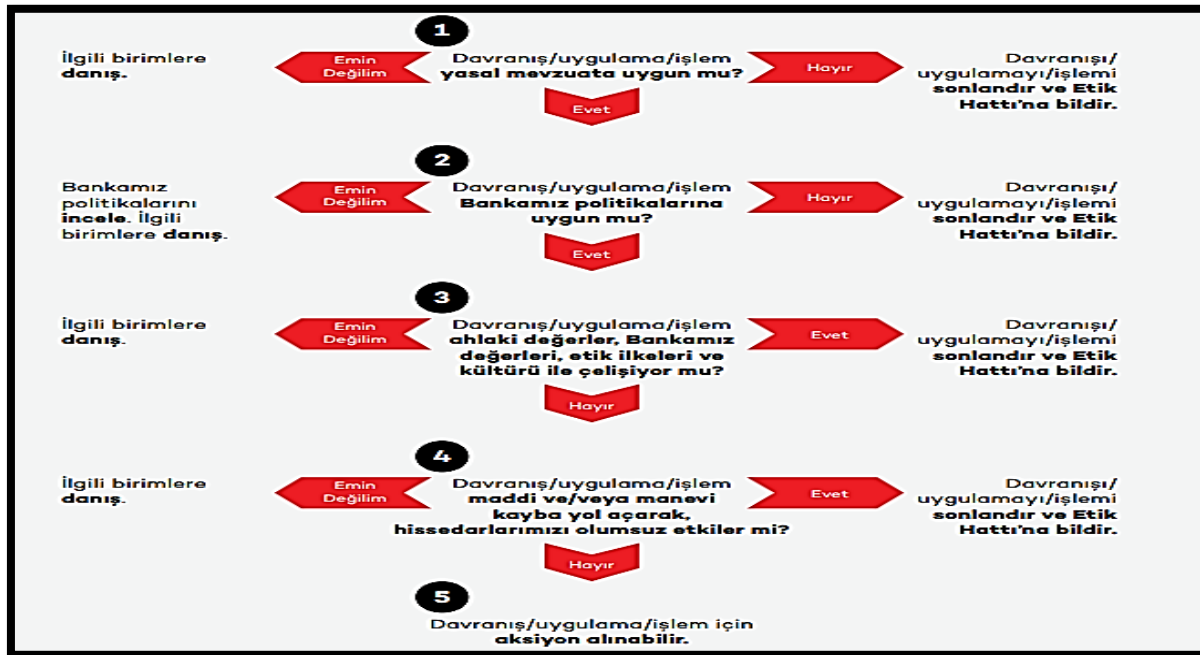 1
İlgili birimlere
danış.
Emin
Değilim
Davranış/uygulama/işlem
yasal mevzuata uygun mu?
Hayır
Davranışı/
uygulamayı/işlemi
sonlandır ve Etik
Hattı'na bildir.
Evet
2
Bankamız
politikalarını
incele. İlgili
birimlere danış.
Emin
Değilim
Davranış/uygulama/işlem
Bankamız politikalarına
uygun mu?
Hayır
Davranışı/
uygulamayı/işlemi
sonlandır ve Etik
Hattı'na bildir.
Evet
3
İlgili birimlere
danış.
Emin
Değilim
Davranış/uygulama/işlem
ahlaki değerler, Bankamız
değerleri, etik ilkeleri ve
kültürü ile çelişiyor mu?
Evet
Davranışı/
uygulamayı/işlemi
sonlandır ve Etik
Hattı'na bildir.
Hayır
4
İlgili birimlere
danış.
Emin
Değilim
Davranış/uygulama/işlem
maddi ve/veya manevi
kayba yol açarak,
hissedarlarımızı olumsuz etkiler mi?
Evet
Davranışı/
uygulamayı/işlemi
sonlandır ve Etik
Hattı'na bildir.
Hayır
5
Davranış/uygulama/işlem için
aksiyon alınabilir.